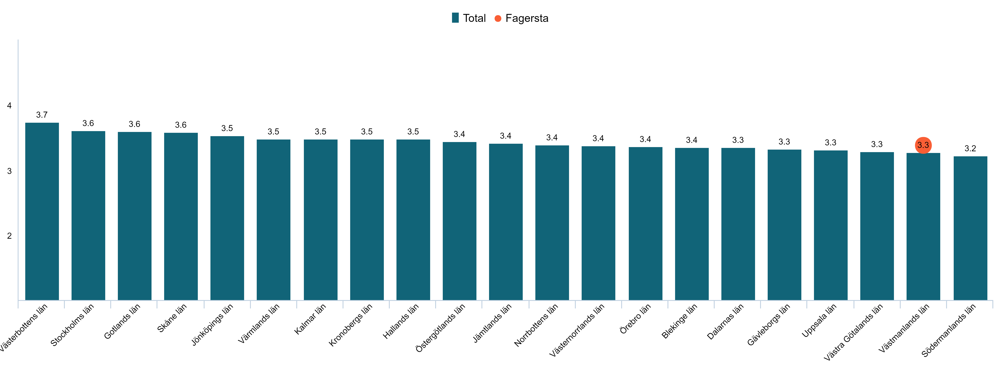 Total Fagersta
4
3
2
3.7
3.6
3.6
3.6
3.5
3.5
3.5
3.5
3.5
3.4
3.4
3.4
3.4
3.4
3.4
3.3
3.3
3.3
3.3
3.3
3.2
Västerbottens län
Stockholms län
Gotlands län
Skåne län
Jönköpings län
Värmlands län
Kalmar län
Kronobergs län
Hallands län
Östergötlands län
Jämtlands län
Norrbottens län
Västernorrlands län
Örebro län
Blekinge län
Dalarnas län
Gävleborgs län
Uppsala län
Västra Götalands län
Västmanlands län
Södermanlands län